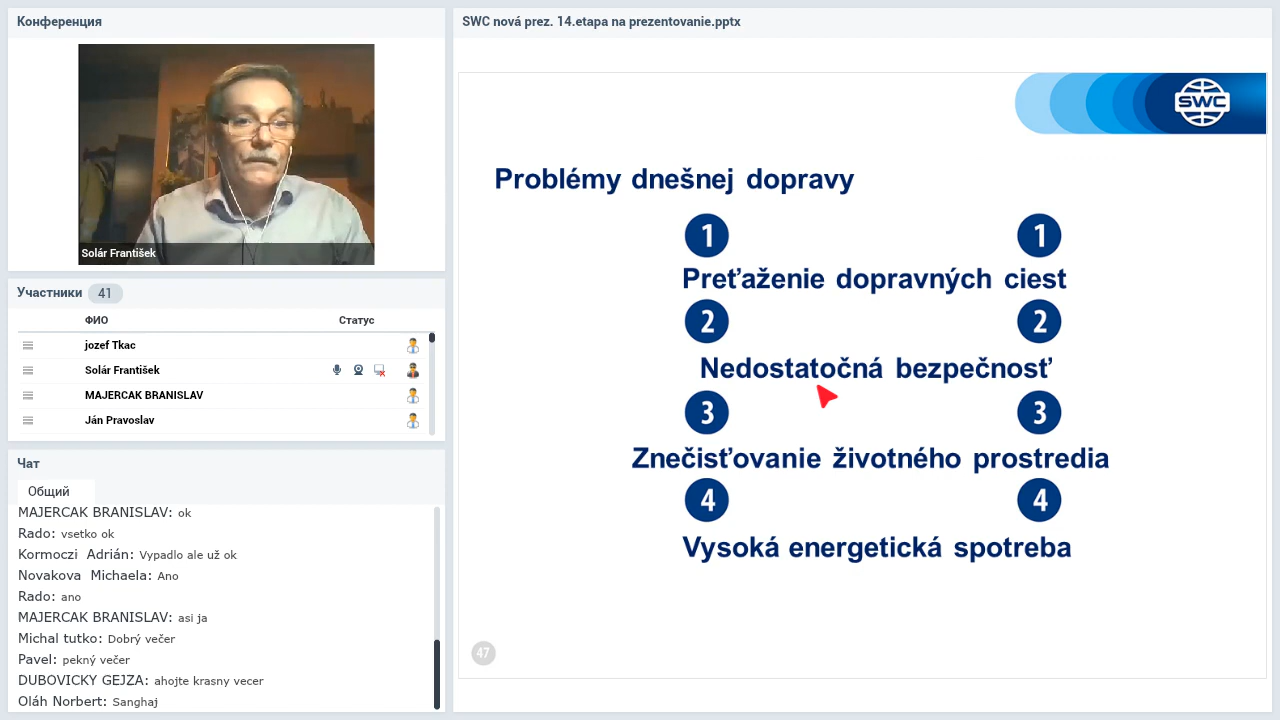 Конференция
Solár František
Участники 41
ФИО Статус
jozef Tkac
Solár František
MAJERCAK BRANISLAV
Ján Pravoslav
Чат
Общий
MAJERCAK BRANISLAV: ok
Rado: vsetko ok
Kormoczi Adrián: Vypadlo ale už ok
Novakova Michaela: Ano
Rado: ano
MAJERCAK BRANISLAV: asi ja
Michal tutko: Dobrý večer
Pavel: pekný večer
DUBOVICKY GEJZA: ahojte krasny vecer
Oláh Norbert: Sanghaj
SWC nová prez. 14.etapa na prezentovanie.pptx
SWC
Problémy dnešnej dopravy
1 1
Preťaženie dopravných ciest
2 2
Nedostatočná bezpečnosť
3 3
Znečisťovanie životného prostredia
4 4
Vysoká energetická spotreba
47